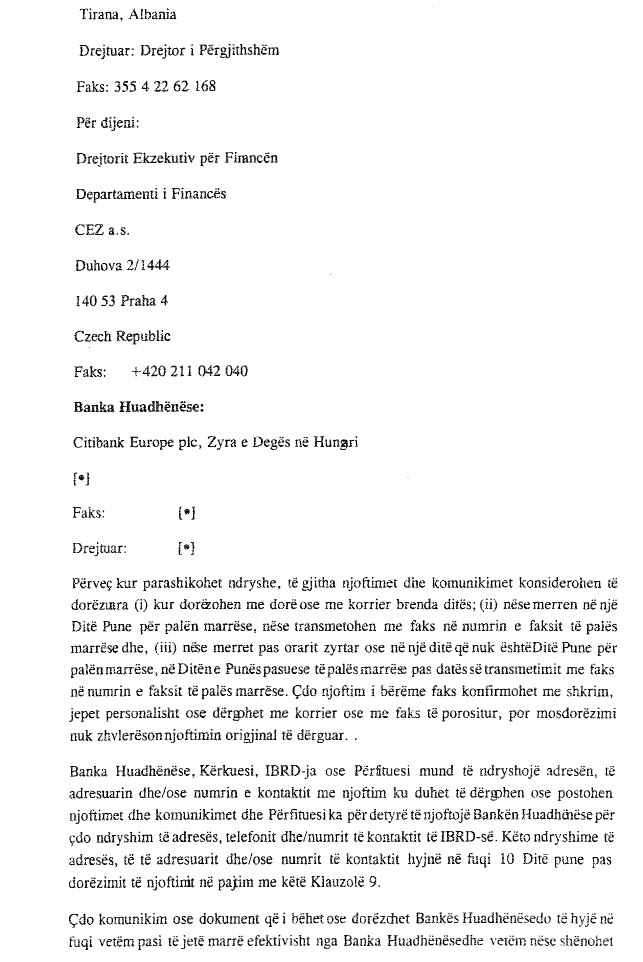 Tirana, Albania
Drejtuar: Drejtor i Përgjithshëm
Faks: 355 4 22 62 168
Për dijeni:
Drejtorit Ekzekutiv për Financën
Departamenti i Financës
CEZ a.s.
Duhova 2/1444
140 53 Praha 4
Czech Republic
Faks: +420 211 042 040
Banka Huadhënëse:
Citibank Europe plc, Zyra e Degës në Hungari
[•]
Faks: [•]
Drejtuar: [•]
Përveç kur parashikohet ndryshe, të gjitha njoftimet dhe komunikimet konsiderohen të
dorëzuara (i) kur dorëzohen me dorë ose me korrier brenda ditës; (ii) nëse merren në një
Ditë Pune për palën marrëse, nëse transmetohen me faks në numrin e faksit të palës
marrëse dhe, (iii) nëse merret pas orarit zyrtar ose në një ditë që nuk është Ditë Pune për
palën marrëse, në Ditën e Punës pasuese të palës marrëse pas datës së transmetimit me faks
në numrin e faksit të palës marrëse. Çdo njoftim i bërë me faks konfirmohet me shkrim,
jepet personalisht ose dërgohet me korrier ose me faks të porositur, por mosdorëzimi
nuk zhvlerëson njoftimin origjinal të dërguar. .
Banka Huadhënëse, Kërkuesi, IBRD-ja ose Përfituesi mund të ndryshojë adresën, të
adresuarin dhe/ose numrin e kontaktit me njoftim ku duhet të dërgohen ose postohen
njoftimet dhe komunikimet dhe Përfituesi ka për detyrë të njoftojë Bankën Huadhënëse për
çdo ndryshim të adresës, telefonit dhe/numrit të kontaktit të IBRD-së. Këto ndryshime të
adresës, të të adresuarit dhe/ose numrit të kontaktit hyjnë në fuqi 10 Ditë pune pas
dorëzimit të njoftimit në pajtim me këtë Klauzolë 9.
Çdo komunikim ose dokument që i bëhet ose dorëzohet Bankës Huadhënëse do të hyjë në
fuqi vetëm pasi të jetë marrë efektivisht nga Banka Huadhënëse dhe vetëm nëse shënohet